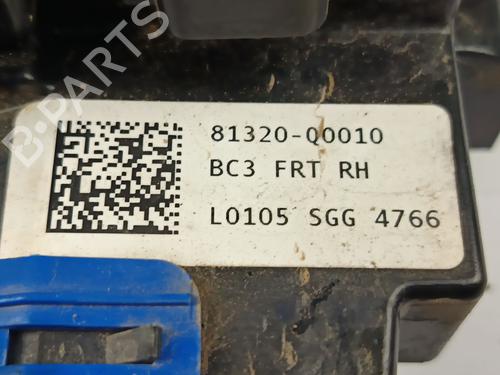 B-PARTS
81320-Q0010
BC3 FRT RH
L0105 SGG 4766